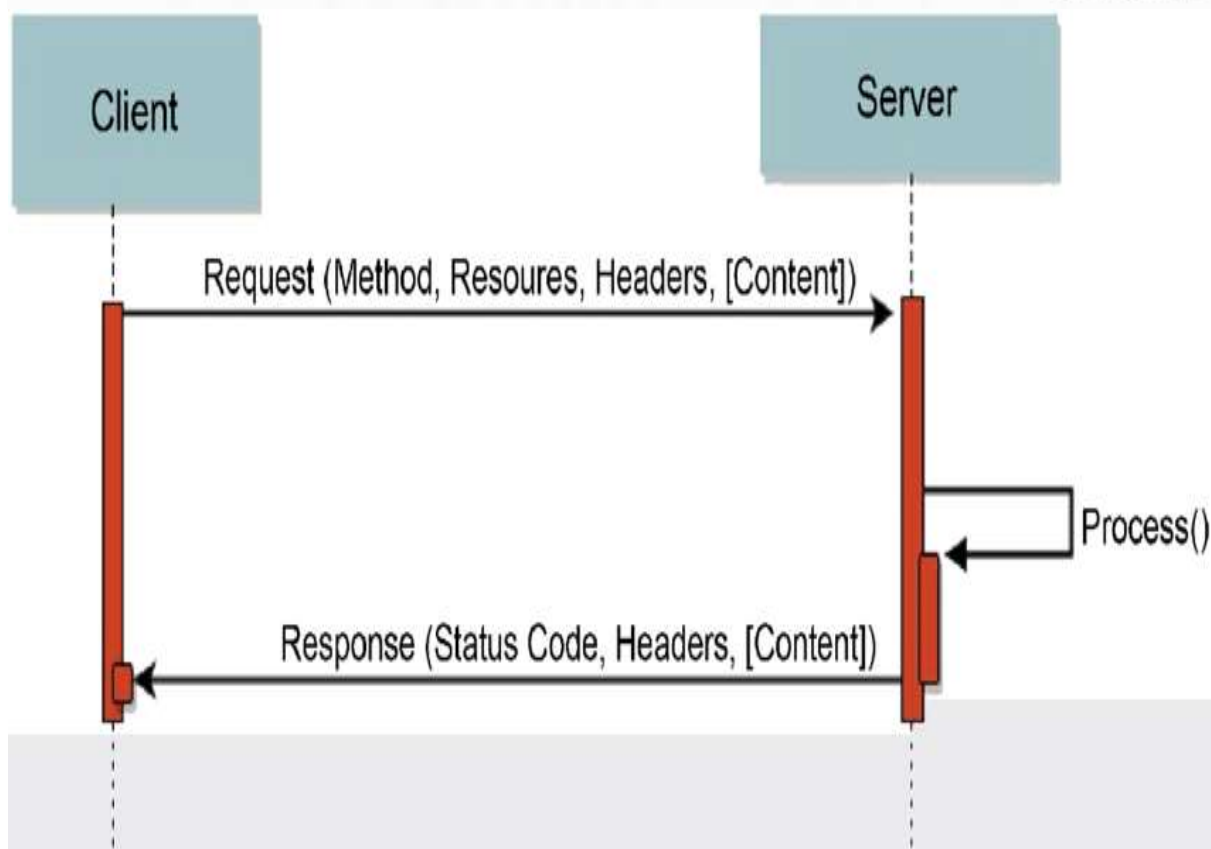 Client
Server
Request (Method, Resoures, Headers, [Content])
Process()
Response (Status Code, Headers, [Content])